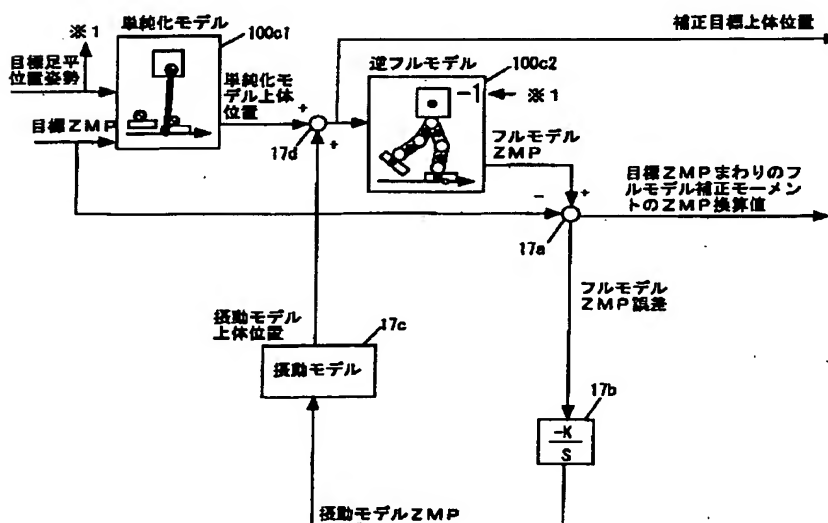 単純化モデル
100c1
補正目標上体位置
※1
目標足平
位置姿勢
単純化モ
デル上体
位置
逆フルモデル
100c2
-1
※1
+
17d
+
目標ZMP
フルモデル
ZMP
目標ZMPまわりのフ
ルモデル補正モーメン
トのZMP換算値
-
+
17a
フルモデル
ZMP誤差
摂動モデル
上体位置
17c
摂動モデル
17b
-K
S
摂動モデルZMP